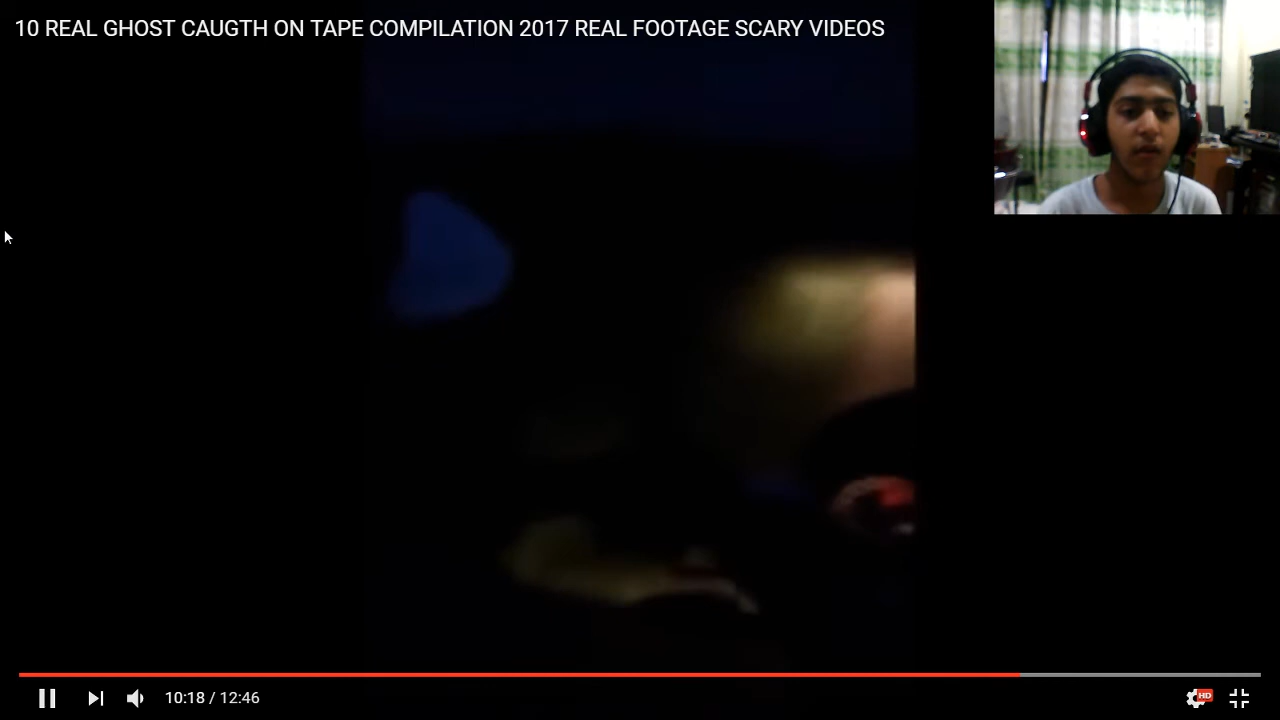 10 REAL GHOST CAUGTH ON TAPE COMPILATION 2017 REAL FOOTAGE SCARY VIDEOS
10:18 / 12:46
HD